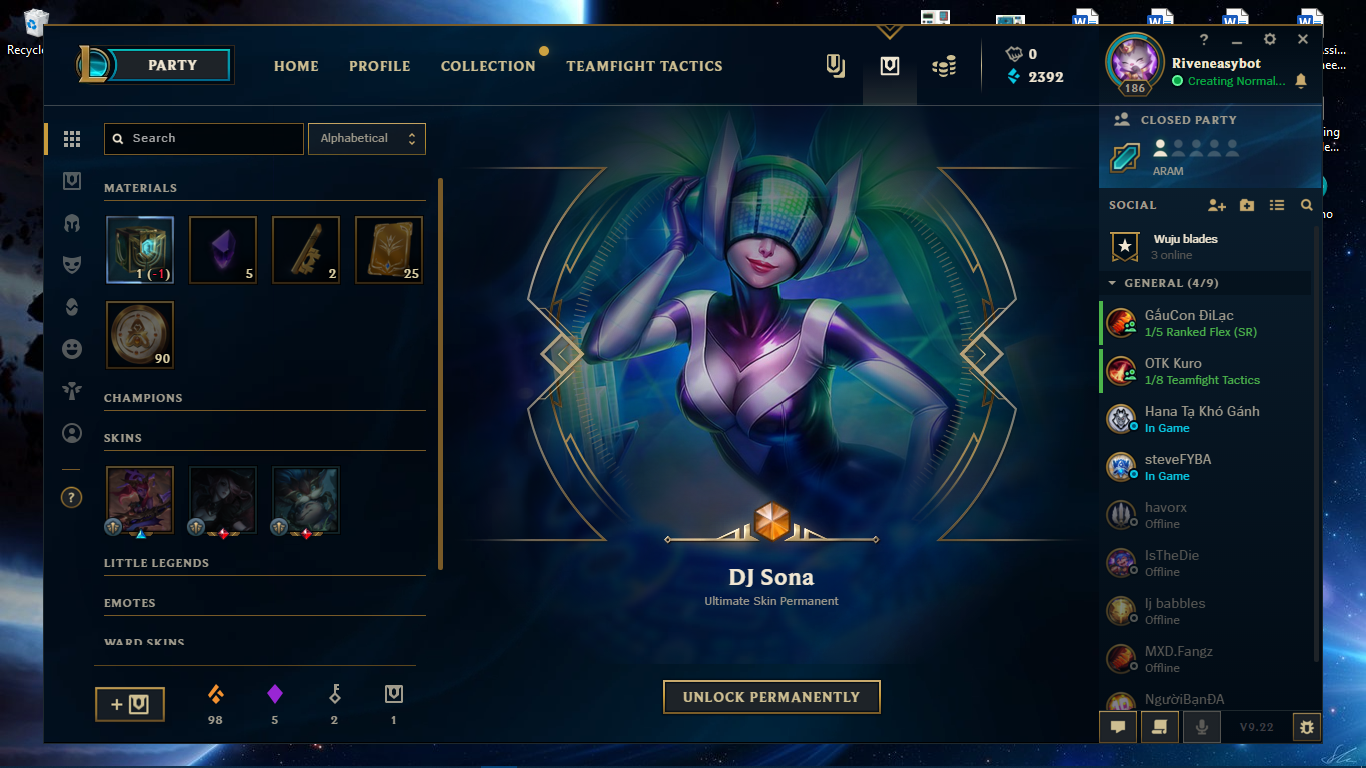 Recycle
PARTY
HOME
PROFILE
COLLECTION
TEAMFIGHT TACTICS
0
2392
186
Riveneasybot
Creating Normal...
?
CLOSED PARTY
ARAM
SOCIAL
Wuju blades
3 online
GENERAL (4/9)
GấuCon ĐiLạc
1/5 Ranked Flex (SR)
OTK Kuro
1/8 Teamfight Tactics
Hana Tạ Khó Gánh
In Game
steveFYBA
In Game
havorx
Offline
IsTheDie
Offline
lj babbles
Offline
MXD.Fangz
Offline
NgườiBạnĐA
V9.22
Search
Alphabetical
MATERIALS
1 (-1)
5
2
25
90
CHAMPIONS
SKINS
LITTLE LEGENDS
EMOTES
WARD SKINS
?
+
98
5
2
1
DJ Sona
Ultimate Skin Permanent
UNLOCK PERMANENTLY